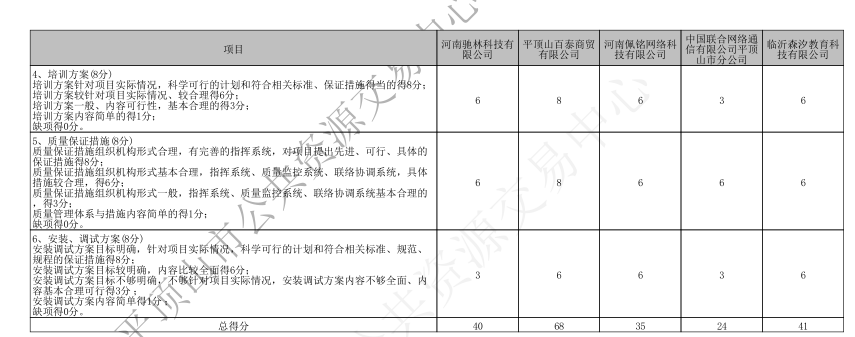 项目
河南驰林科技有
限公司
平顶山百泰商贸
有限公司
河南佩铭网络科
技有限公司
中国联合网络通
信有限公司平顶
山市分公司
临沂森汐教育科
技有限公司
4、培训方案(8分)
培训方案针对项目实际情况，科学可行的计划和符合相关标准、保证措施得当的得8分；
培训方案较针对项目实际情况、较合理得6分；
培训方案一般、内容可行性，基本合理的得3分；
培训方案内容简单的得1分；
缺项得0分。
6 8 6 3 6
5、质量保证措施(8分)
质量保证措施组织机构形式合理，有完善的指挥系统，对项目提出先进、可行、具体的
保证措施得8分；
质量保证措施组织机构形式基本合理，指挥系统、质量监控系统、联络协调系统，具体
措施较合理，得6分；
质量保证措施组织机构形式一般，指挥系统、质量监控系统、联络协调系统基本合理的
，得3分；
质量管理体系与措施内容简单的得1分；
缺项得0分。
6 8 6 6 6
6、安装、调试方案(8分)
安装调试方案目标明确，针对项目实际情况，科学可行的计划和符合相关标准、规范、
规程的保证措施得8分；
安装调试方案目标较明确，内容比较全面得6分；
安装调试方案目标不够明确，不够针对项目实际情况，安装调试方案内容不够全面、内
容基本合理可行得3分；
安装调试方案内容简单得1分；
缺项得0分。
3 6 6 3 6
总得分 40 68 35 24 41
平顶山市公共资源交易中心
公共资源交易中心